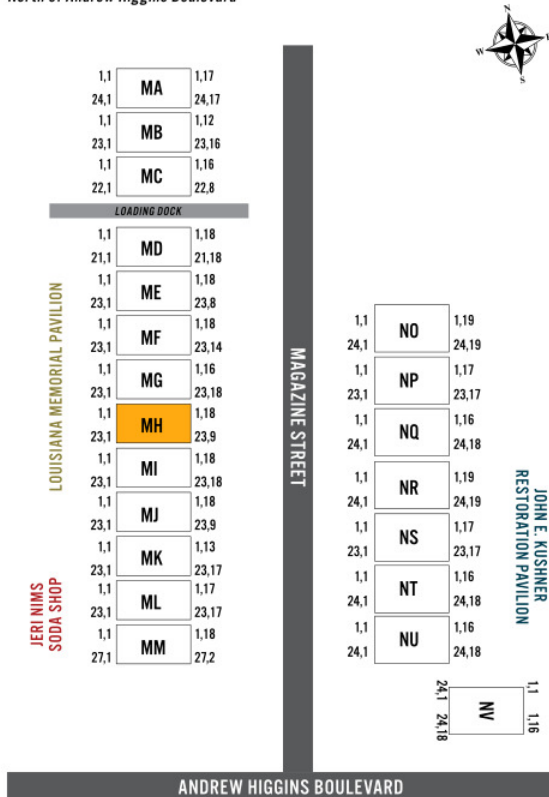 North of Andrew Higgins Boulevard
N
W E
S
1,1 MA 1,17
24,1 24,17
1,1 MB 1,12
23,1 23,16
1,1 MC 1,16
22,1 22,8
LOADING DOCK
1,1 MD 1,18
21,1 21,18
1,1 ME 1,18
23,1 23,8
1,1 MF 1,18
23,1 23,14
1,1 MG 1,16
23,1 23,18
1,1 MH 1,18
23,1 23,9
1,1 MI 1,18
23,1 23,18
1,1 MJ 1,18
23,1 23,9
1,1 MK 1,13
23,1 23,17
1,1 ML 1,17
23,1 23,17
1,1 MM 1,18
27,1 27,2
LOUISIANA MEMORIAL PAVILION
JERI NIMS
SODA SHOP
MAGAZINE STREET
1,1 NO 1,19
24,1 24,19
1,1 NP 1,17
23,1 23,17
1,1 NQ 1,16
24,1 24,18
1,1 NR 1,19
24,1 24,19
1,1 NS 1,17
23,1 23,17
1,1 NT 1,16
24,1 24,18
1,1 NU 1,16
24,1 24,18
1,1 NV 1,16
24,1 24,18
JOHN E. KUSHNER
RESTORATION PAVILION
ANDREW HIGGINS BOULEVARD